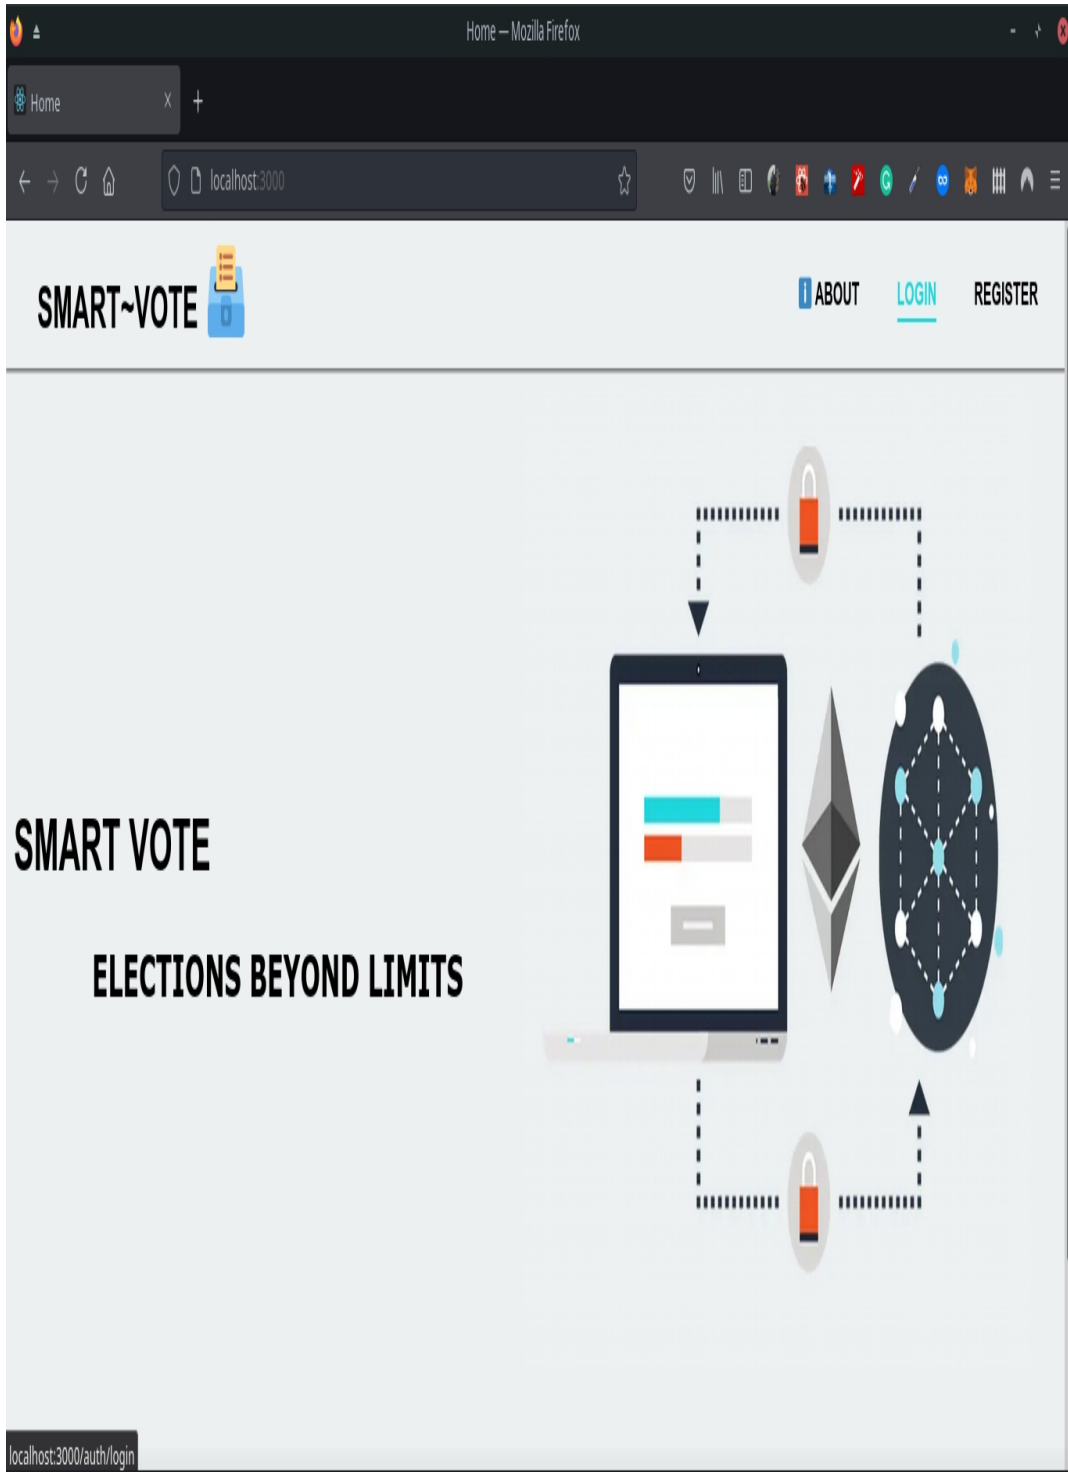 Home — Mozilla Firefox
Home
localhost:3000
SMART~VOTE
ABOUT
LOGIN
REGISTER
SMART VOTE
ELECTIONS BEYOND LIMITS
localhost:3000/auth/login